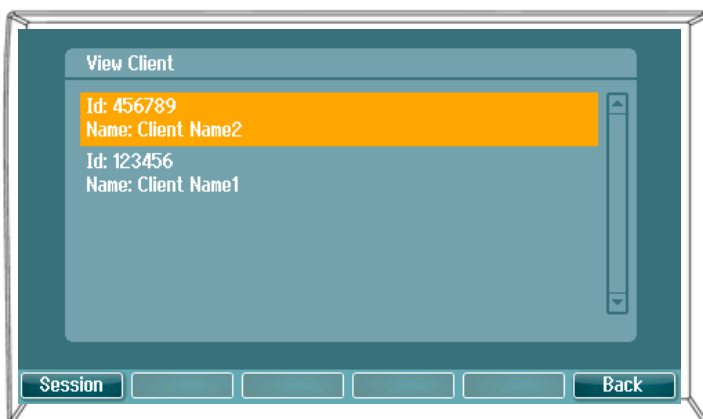 View Client
Id: 456789
Name: Client Name2
Id: 123456
Name: Client Name1
Session
Back